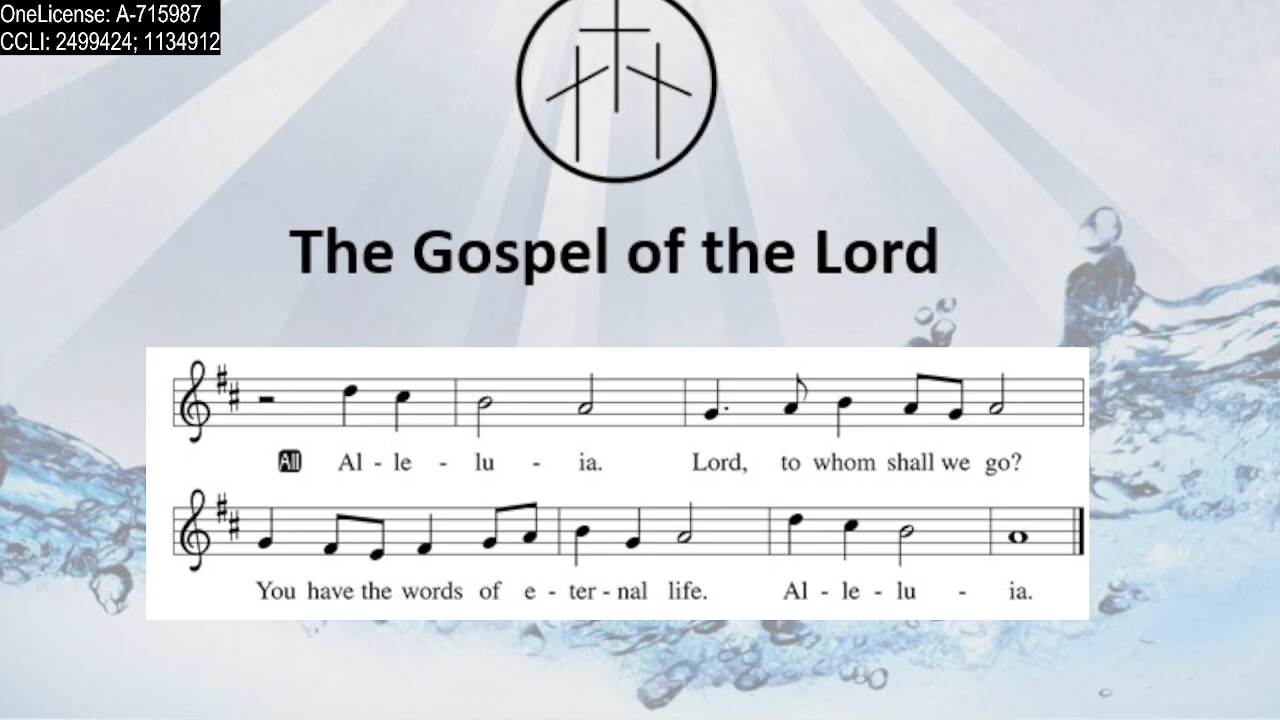 OneLicense: A-715987
CCLI: 2499424; 1134912
The Gospel of the Lord
All Al - le - lu - ia. Lord, to whom shall we go?
You have the words of e - ter - nal life. Al - le - lu - ia.